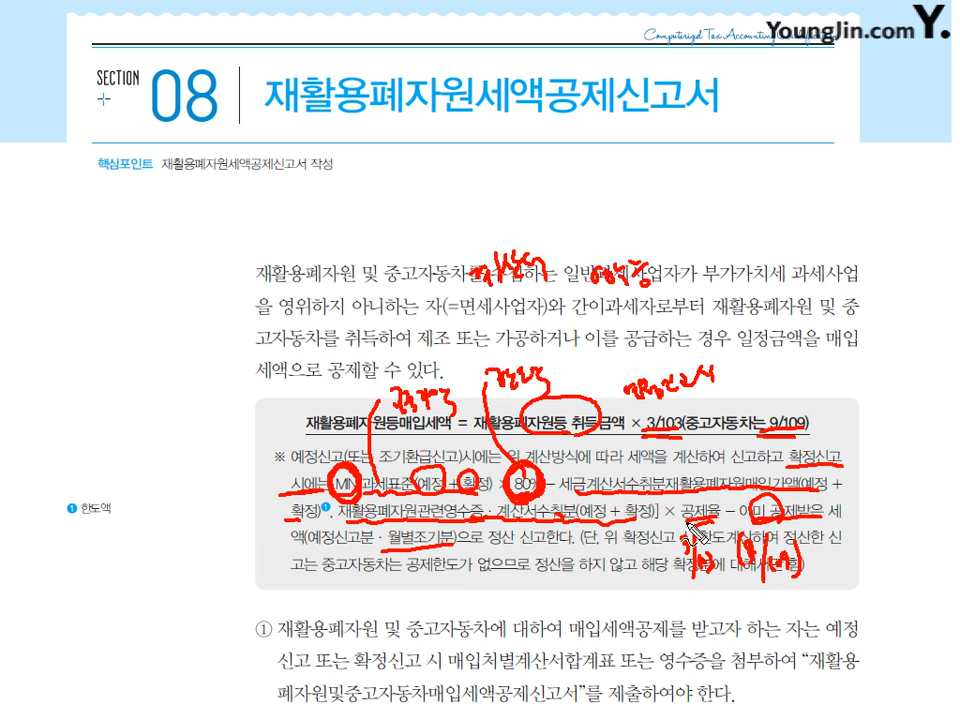 Computerized Tax Accounting
YoungJin.com Y.
SECTION 08 재활용폐자원세액공제신고서
핵심포인트 재활용폐자원세액공제신고서 작성
재활용폐자원 및 중고자동차를 수집하는 일반과세사업자가 부가가치세 과세사업
을 영위하지 아니하는 자(=면세사업자)와 간이과세자로부터 재활용폐자원 및 중
고자동차를 취득하여 제조 또는 가공하거나 이를 공급하는 경우 일정금액을 매입
세액으로 공제할 수 있다.
재활용폐자원등매입세액 = 재활용폐자원등 취득금액 × 3/103(중고자동차는 9/109)
※ 예정신고(또는 조기환급신고)시에는 위 계산방식에 따라 세액을 계산하여 신고하고 확정신고
시에는 MIN 과세표준(예정 + 확정) × 80% - 세금계산서수취분재활용폐자원매입가액(예정 +
❶ 한도액
확정)❶, 재활용폐자원관련영수증 · 계산서수취분(예정 + 확정)] × 공제율 - 이미 공제받은 세
액(예정신고분 · 월별조기분)으로 정산 신고한다. (단, 위 확정신고 한도계산하여 정산한 신
고는 중고자동차는 공제한도가 없으므로 정산을 하지 않고 해당 확정분에 대해서만 함)
① 재활용폐자원 및 중고자동차에 대하여 매입세액공제를 받고자 하는 자는 예정
신고 또는 확정신고 시 매입처별계산서합계표 또는 영수증을 첨부하여 “재활용
폐자원및중고자동차매입세액공제신고서”를 제출하여야 한다.